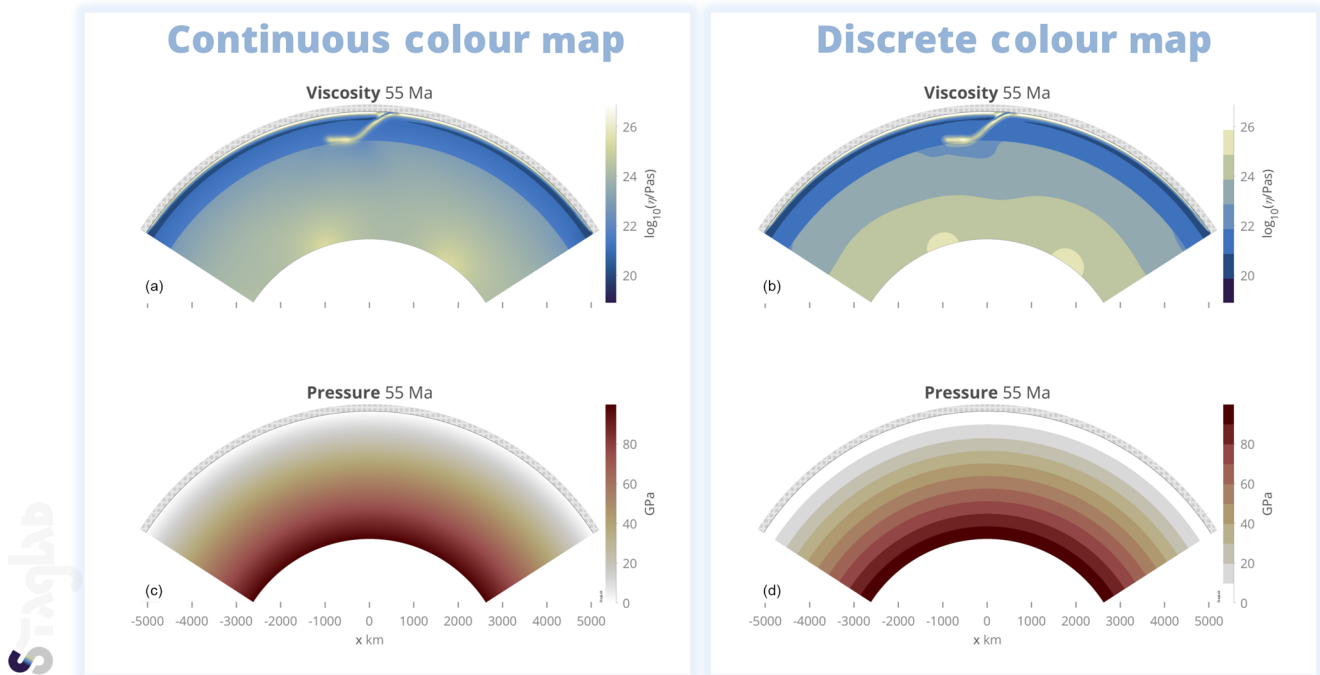 Continuous colour map
Viscosity 55 Ma
26
24
22
20
log10(η/Pas)
(a)
Pressure 55 Ma
80
60
40
20
0
GPa
(c)
-5000 -4000 -3000 -2000 -1000 0 1000 2000 3000 4000 5000
x km
Discrete colour map
Viscosity 55 Ma
26
24
22
20
log10(η/Pas)
(b)
Pressure 55 Ma
80
60
40
20
0
GPa
(d)
-5000 -4000 -3000 -2000 -1000 0 1000 2000 3000 4000 5000
x km
STagLab